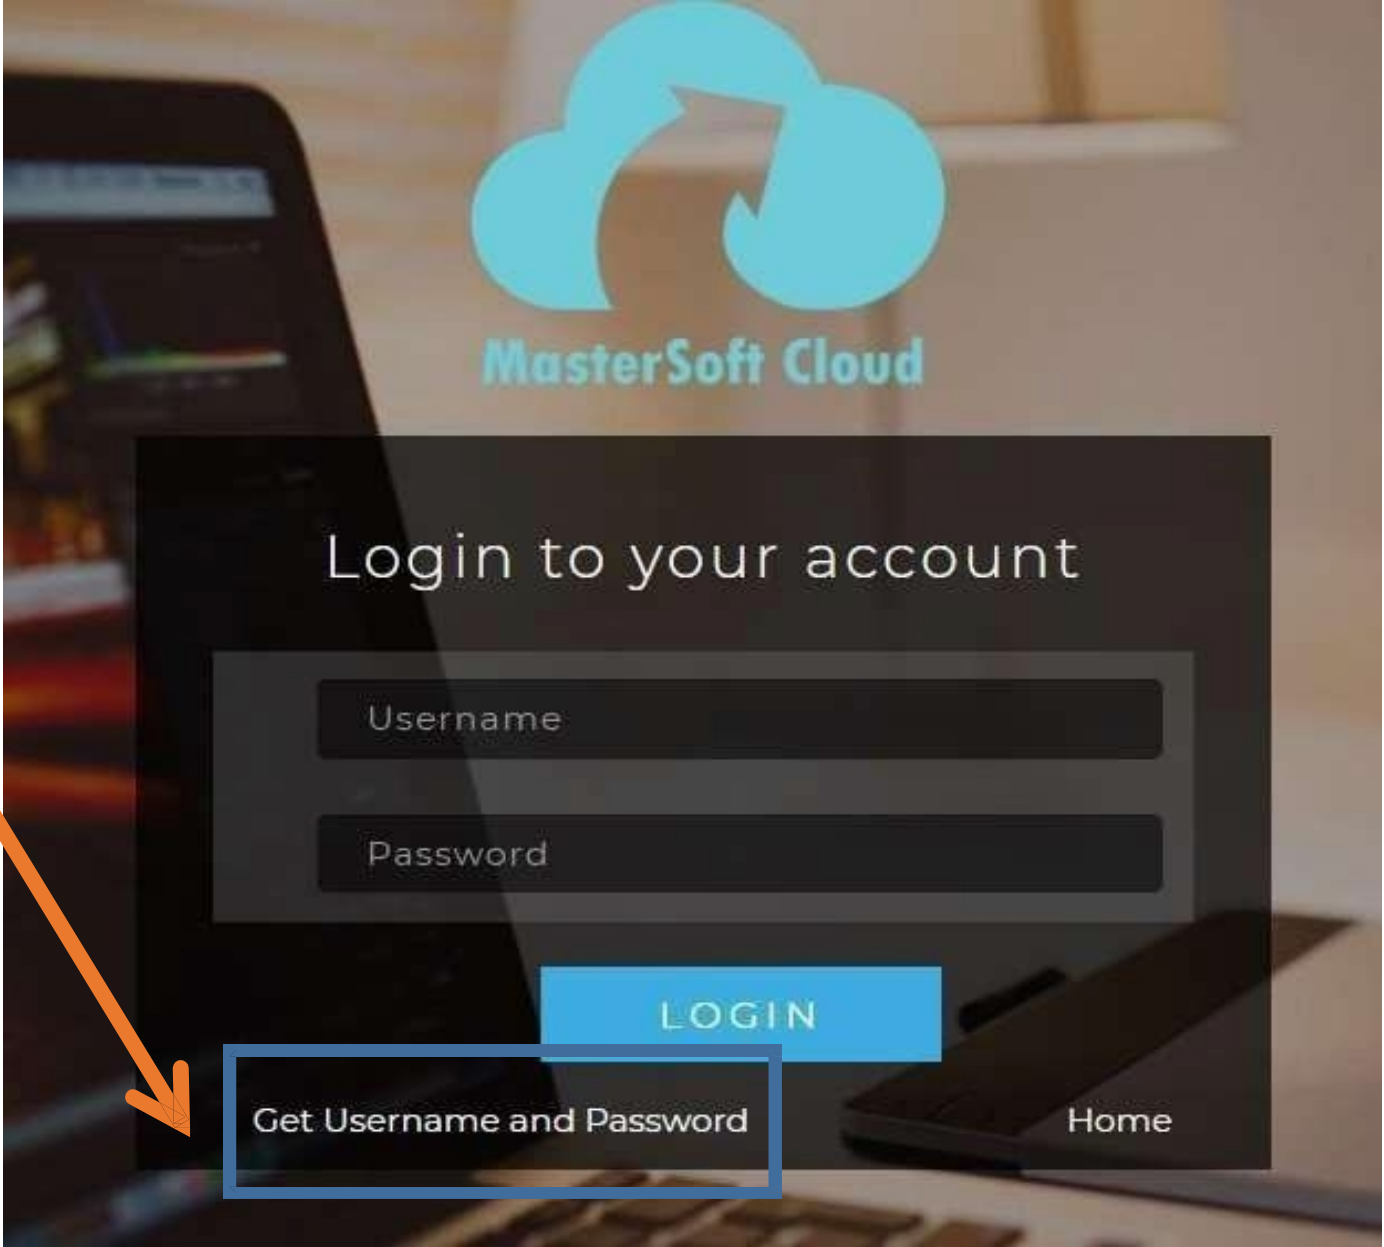 MasterSoft Cloud
Login to your account
Username
Password
LOGIN
Get Username and Password
Home